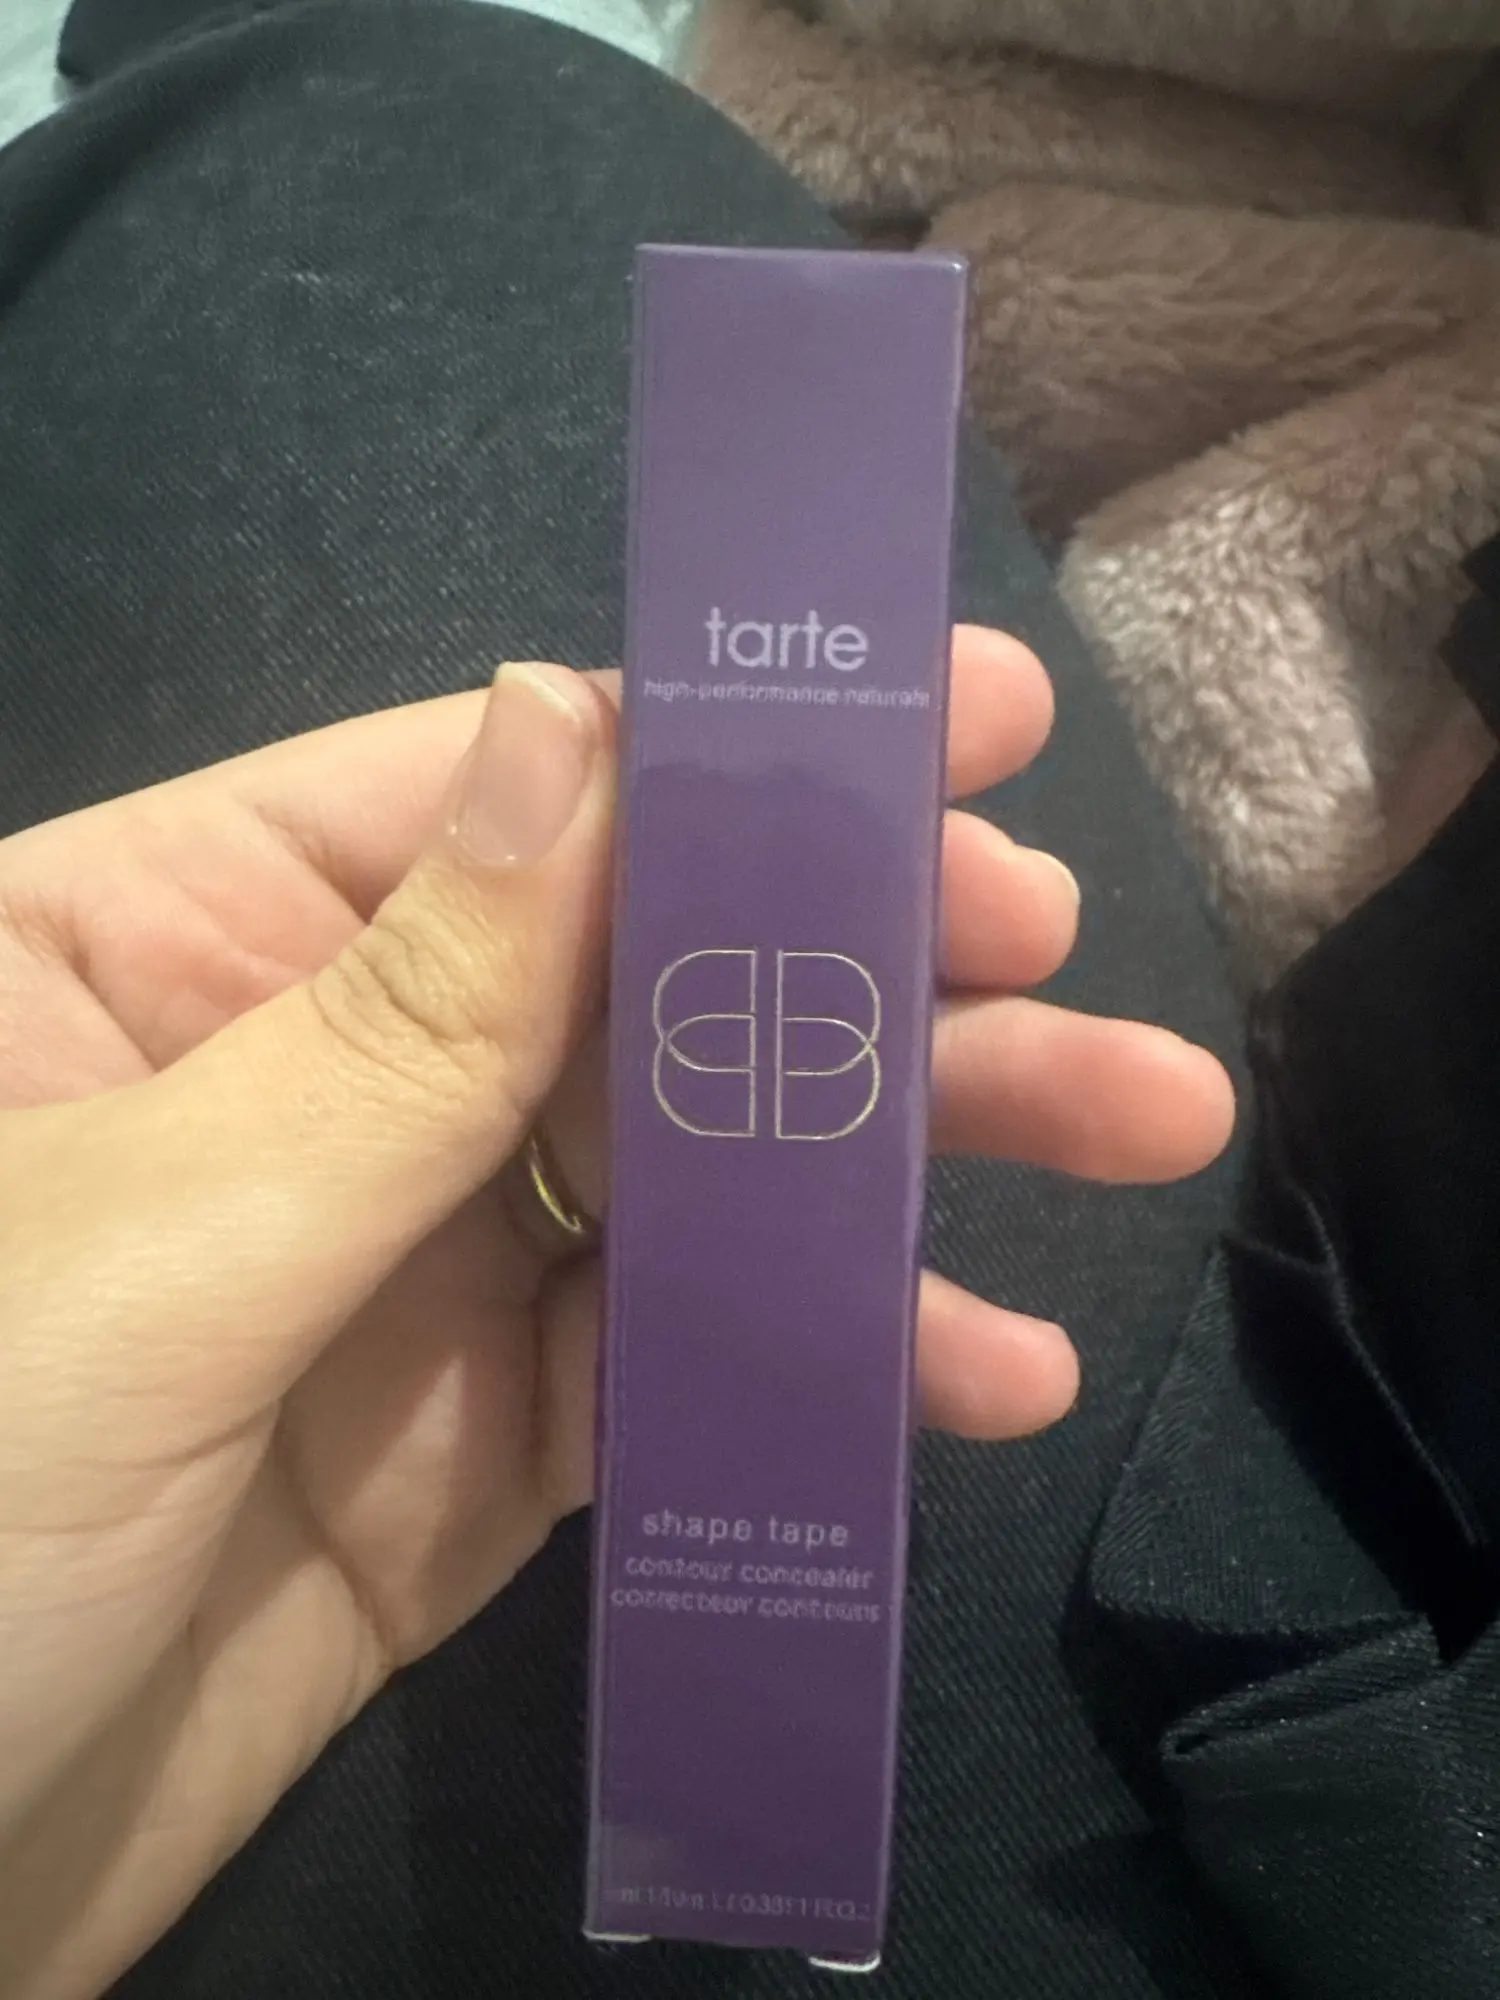 tarte
high-performance naturals
shape tape
contour concealer
correcteur contours